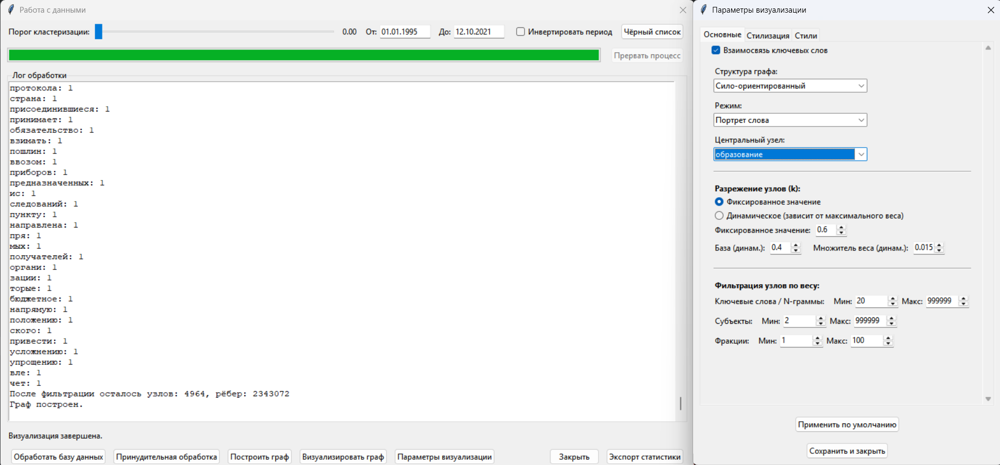 Работа с данными
Порог кластеризации: 0.00 От: 01.01.1995 До: 12.10.2021 Инвертировать период Чёрный список
Прервать процесс
Лог обработки
протокола: 1
страна: 1
присоединившиеся: 1
принимает: 1
обязательство: 1
взимать: 1
пошлин: 1
ввозом: 1
приборов: 1
предназначенных: 1
ис: 1
следований: 1
пункту: 1
направлена: 1
пря: 1
мых: 1
получателей: 1
органи: 1
зации: 1
торые: 1
бюджетное: 1
напрямую: 1
положению: 1
ского: 1
привести: 1
усложнению: 1
упрощению: 1
вле: 1
чет: 1
После фильтрации осталось узлов: 4964, рёбер: 2343072
Граф построен.
Визуализация завершена.
Обработать базу данных Принудительная обработка Построить граф Визуализировать граф Параметры визуализации Закрыть Экспорт статистики
Параметры визуализации
Основные Стилизация Стили
Взаимосвязь ключевых слов
Структура графа:
Сило-ориентированный
Режим:
Портрет слова
Центральный узел:
образование
Разрежение узлов (k):
Фиксированное значение
Динамическое (зависит от максимального веса)
Фиксированное значение: 0.6
База (динам.): 0.4 Множитель веса (динам.): 0.015
Фильтрация узлов по весу:
Ключевые слова / N-граммы: Мин: 20 Макс: 999999
Субъекты: Мин: 2 Макс: 999999
Фракции: Мин: 1 Макс: 100
Применить по умолчанию
Сохранить и закрыть